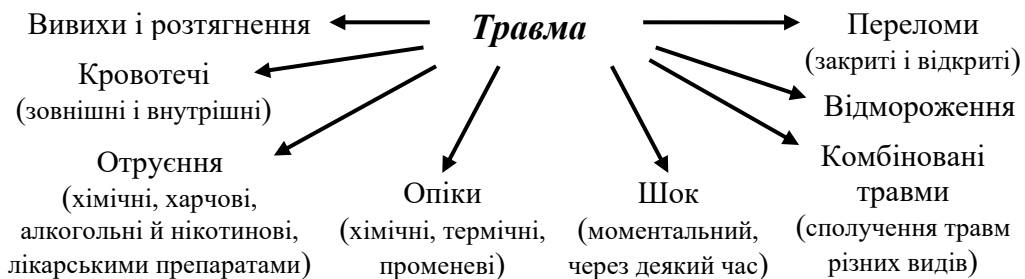 Травма
Вивихи і розтягнення
Кровотечі
(зовнішні і внутрішні)
Отруєння
(хімічні, харчові,
алкогольні й нікотинові,
лікарськими препаратами)
Опіки
(хімічні, термічні,
променеві)
Шок
(моментальний,
через деякий час)
Комбіновані
травми
(сполучення травм
різних видів)
Відмороження
Переломи
(закриті і відкриті)